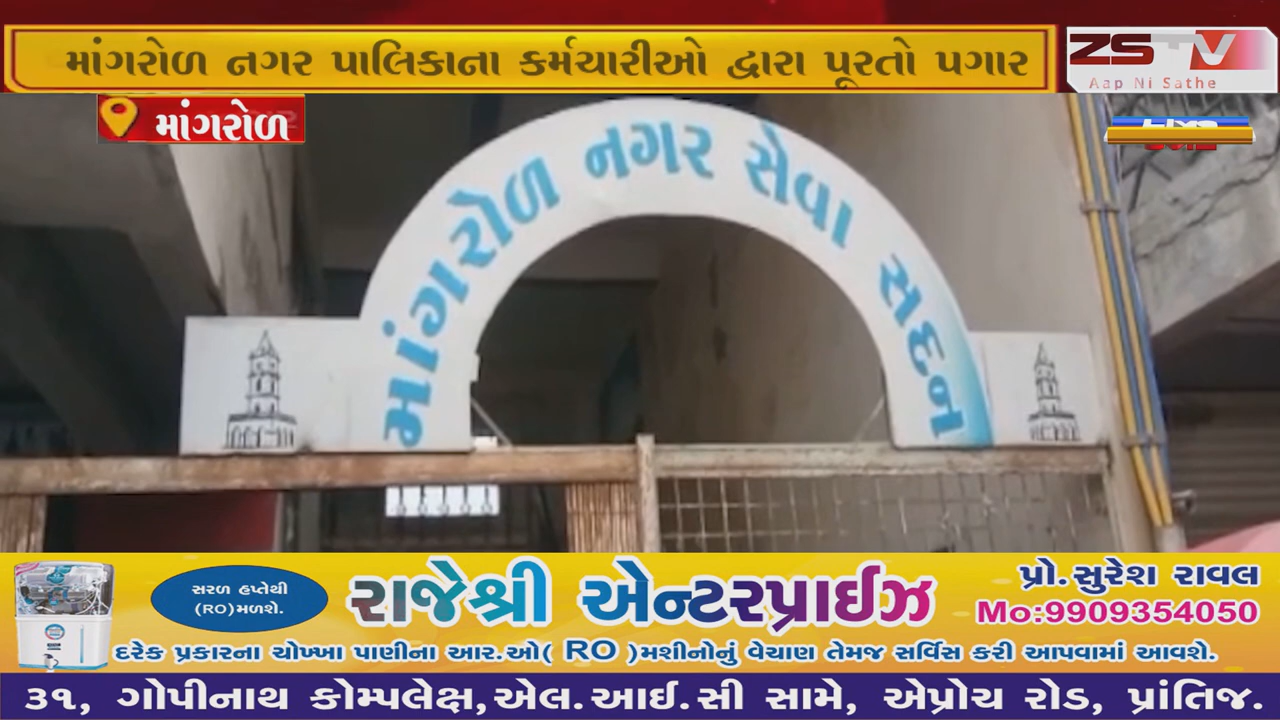 માંગરોળ નગર પાલિકાના કર્મચારીઓ દ્વારા પૂરતો પગાર
ZSTV
Aap Ni Sathe
માંગરોળ
માંગરોળ નગર સેવા સદન
સરળ હપ્તેથી
(RO)મળશે.
રાજેશ્રી એન્ટરપ્રાઈઝ
પ્રો.સુરેશ રાવલ
Mo:9909354050
દરેક પ્રકારના ચોખ્ખા પાણીના આર.ઓ( RO )મશીનોનું વેચાણ તેમજ સર્વિસ કરી આપવામાં આવશે.
૩૧, ગોપીનાથ કોમ્પલેક્ષ,એલ.આઈ.સી સામે, એપ્રોચ રોડ, પ્રાંતિજ.